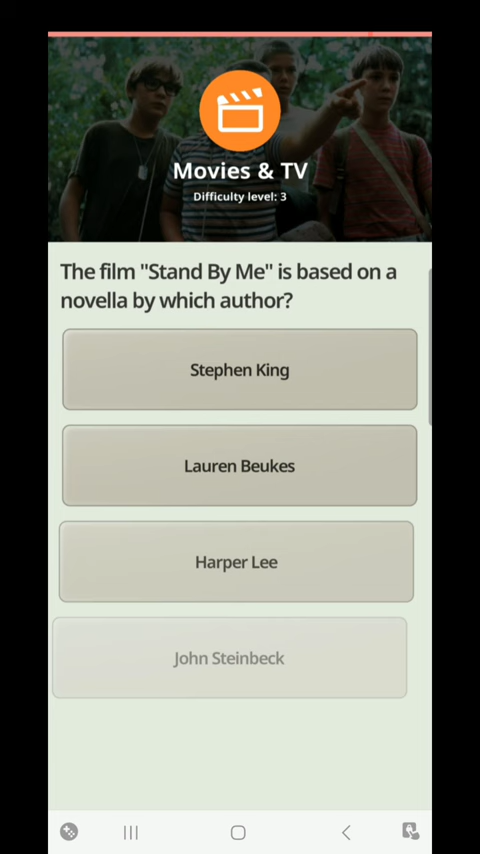 Movies & TV
Difficulty level: 3
The film "Stand By Me" is based on a
novella by which author?
Stephen King
Lauren Beukes
Harper Lee
John Steinbeck